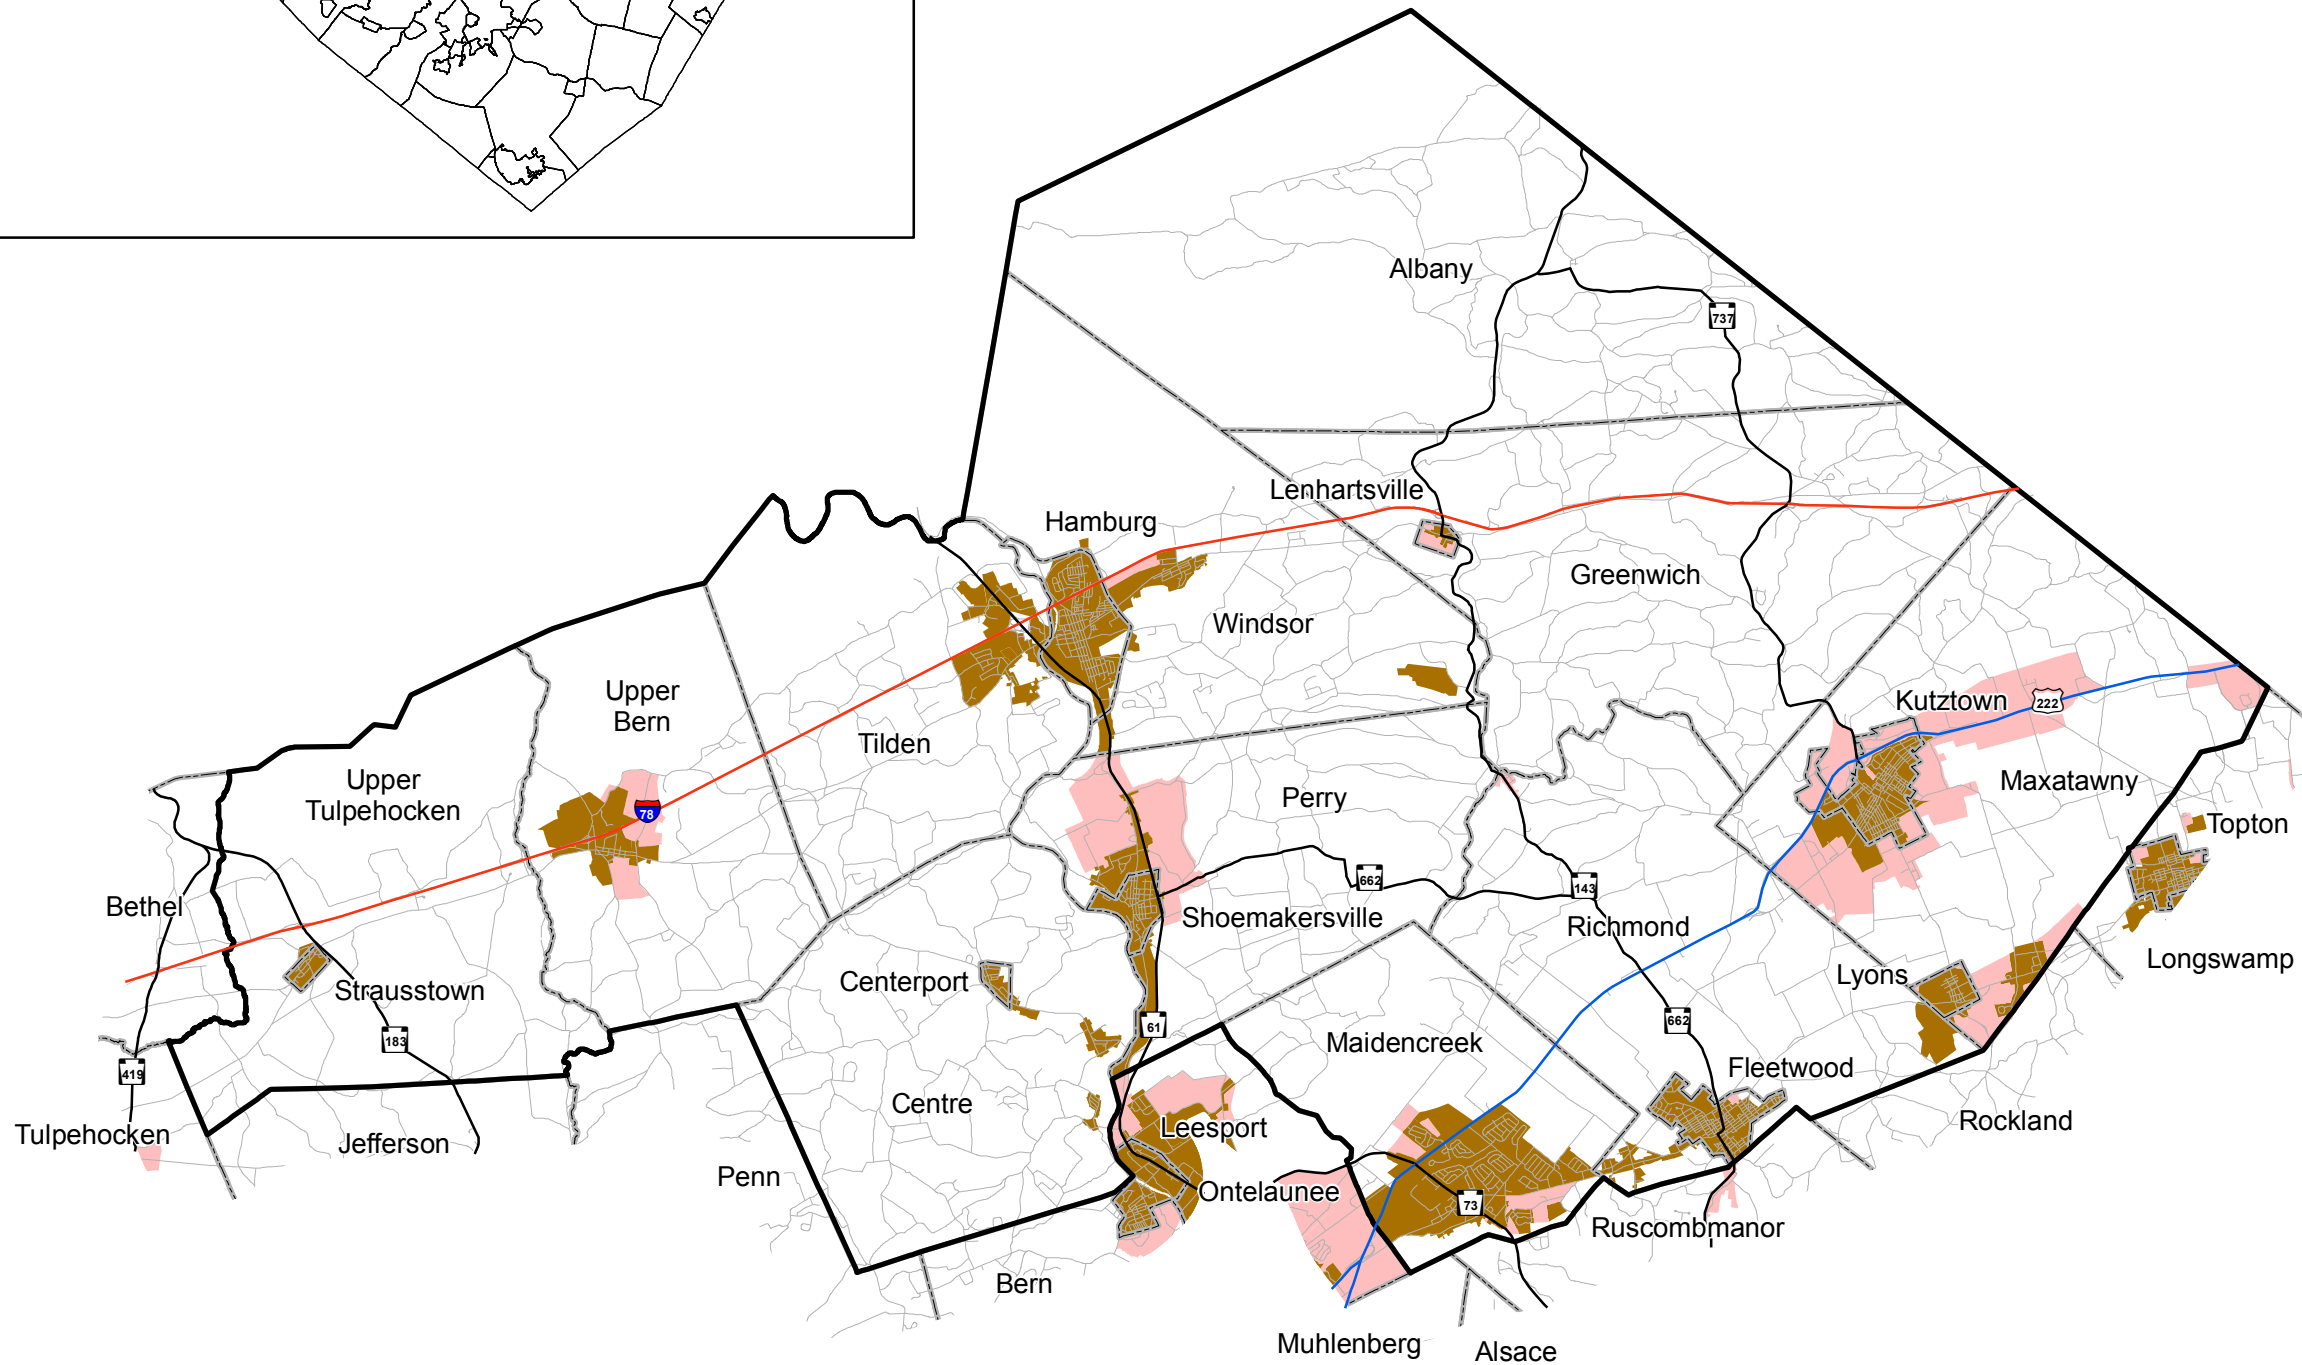 Albany
737
Lenhartsville
Hamburg
Greenwich
Windsor
Upper
Bern
Kutztown
222
Tilden
Upper
Tulpehocken
Maxatawny
Perry
78
Topton
662
143
Bethel
Shoemakersville
Richmond
Longswamp
Lyons
Centerport
Strausstown
61
662
183
Maidencreek
Fleetwood
419
Centre
Rockland
Leesport
Tulpehocken
Jefferson
Penn
Ontelaunee
73
Ruscombmanor
Bern
Muhlenberg
Alsace